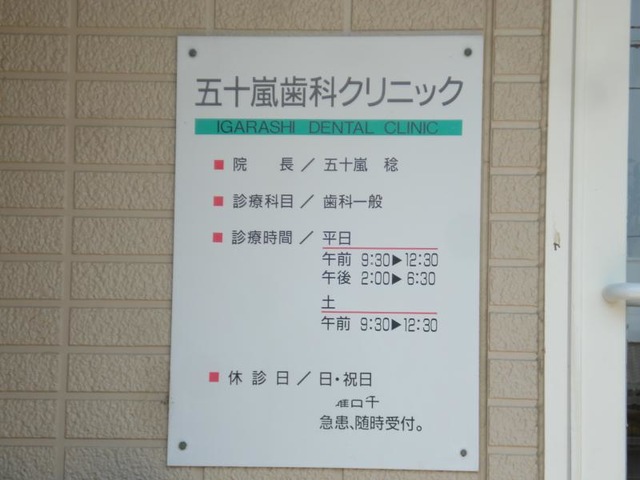 五十嵐歯科クリニック
IGARASHI DENTAL CLINIC
■ 院 長 / 五十嵐 稔
■ 診療科目 / 歯科一般
■ 診療時間 / 平日
午前 9:30▶12:30
午後 2:00▶6:30
土
午前 9:30▶12:30
■ 休診日 / 日・祝日
急患、随時受付。